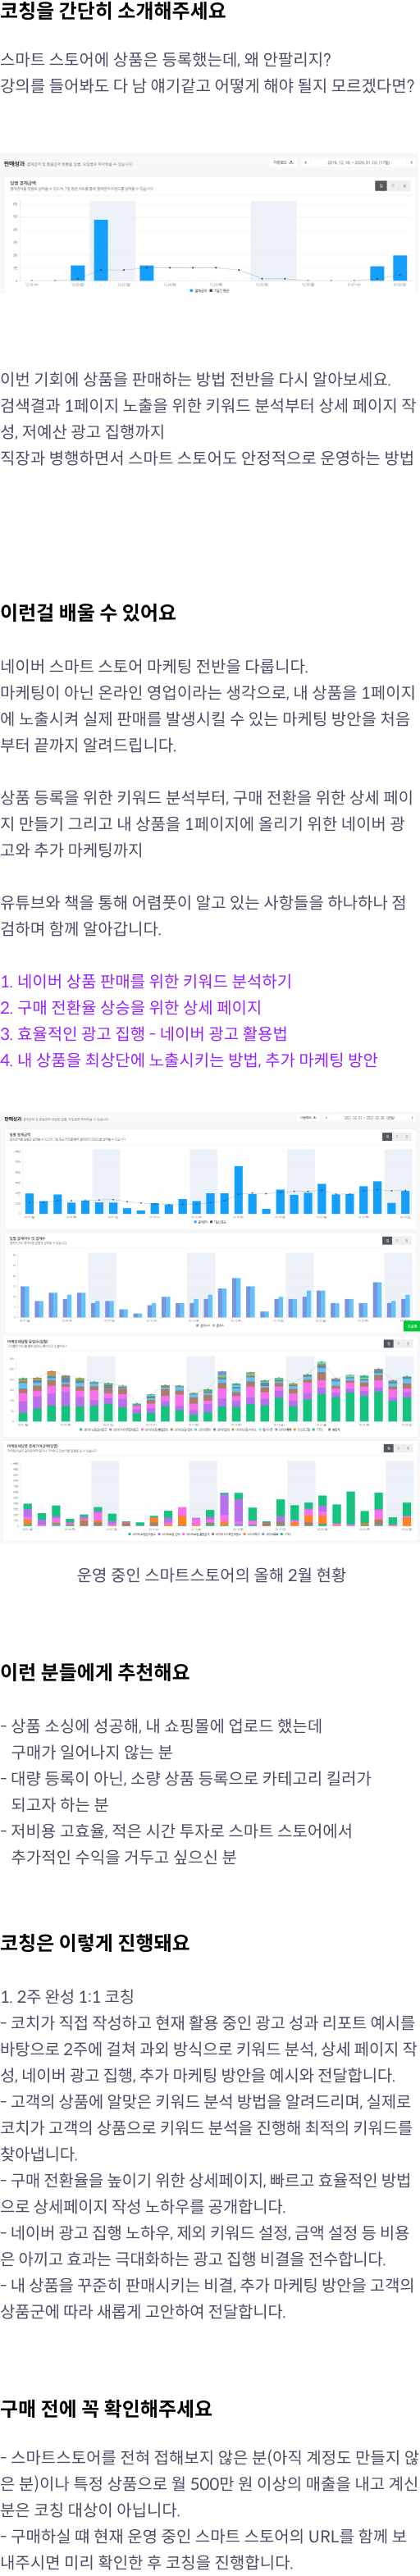 코칭을 간단히 소개해주세요
스마트 스토어에 상품은 등록했는데, 왜 안팔리지?
강의를 들어봐도 다 남 얘기같고 어떻게 해야 될지 모르겠다면?
판매성과
일별 결제금액
이번 기회에 상품을 판매하는 방법 전반을 다시 알아보세요.
검색결과 1페이지 노출을 위한 키워드 분석부터 상세 페이지 작
성, 저예산 광고 집행까지
직장과 병행하면서 스마트 스토어도 안정적으로 운영하는 방법
이런걸 배울 수 있어요
네이버 스마트 스토어 마케팅 전반을 다룹니다.
마케팅이 아닌 온라인 영업이라는 생각으로, 내 상품을 1페이지
에 노출시켜 실제 판매를 발생시킬 수 있는 마케팅 방안을 처음
부터 끝까지 알려드립니다.
상품 등록을 위한 키워드 분석부터, 구매 전환을 위한 상세 페이
지 만들기 그리고 내 상품을 1페이지에 올리기 위한 네이버 광
고와 추가 마케팅까지
유튜브와 책을 통해 어렴풋이 알고 있는 사항들을 하나하나 점
검하며 함께 알아갑니다.
1. 네이버 상품 판매를 위한 키워드 분석하기
2. 구매 전환율 상승을 위한 상세 페이지
3. 효율적인 광고 집행 - 네이버 광고 활용법
4. 내 상품을 최상단에 노출시키는 방법, 추가 마케팅 방안
판매성과
운영 중인 스마트스토어의 올해 2월 현황
이런 분들에게 추천해요
- 상품 소싱에 성공해, 내 쇼핑몰에 업로드 했는데
구매가 일어나지 않는 분
- 대량 등록이 아닌, 소량 상품 등록으로 카테고리 킬러가
되고자 하는 분
- 저비용 고효율, 적은 시간 투자로 스마트 스토어에서
추가적인 수익을 거두고 싶으신 분
코칭은 이렇게 진행돼요
1. 2주 완성 1:1 코칭
- 코치가 직접 작성하고 현재 활용 중인 광고 성과 리포트 예시를
바탕으로 2주에 걸쳐 과외 방식으로 키워드 분석, 상세 페이지 작
성, 네이버 광고 집행, 추가 마케팅 방안을 예시와 전달합니다.
- 고객의 상품에 알맞은 키워드 분석 방법을 알려드리며, 실제로
코치가 고객의 상품으로 키워드 분석을 진행해 최적의 키워드를
찾아냅니다.
- 구매 전환율을 높이기 위한 상세페이지, 빠르고 효율적인 방법
으로 상세페이지 작성 노하우를 공개합니다.
- 네이버 광고 집행 노하우, 제외 키워드 설정, 금액 설정 등 비용
은 아끼고 효과는 극대화하는 광고 집행 비결을 전수합니다.
- 내 상품을 꾸준히 판매시키는 비결, 추가 마케팅 방안을 고객의
상품군에 따라 새롭게 고안하여 전달합니다.
구매 전에 꼭 확인해주세요
- 스마트스토어를 전혀 접해보지 않은 분(아직 계정도 만들지 않
은 분)이나 특정 상품으로 월 500만 원 이상의 매출을 내고 계신
분은 코칭 대상이 아닙니다.
- 구매하실 떄 현재 운영 중인 스마트 스토어의 URL를 함께 보
내주시면 미리 확인한 후 코칭을 진행합니다.